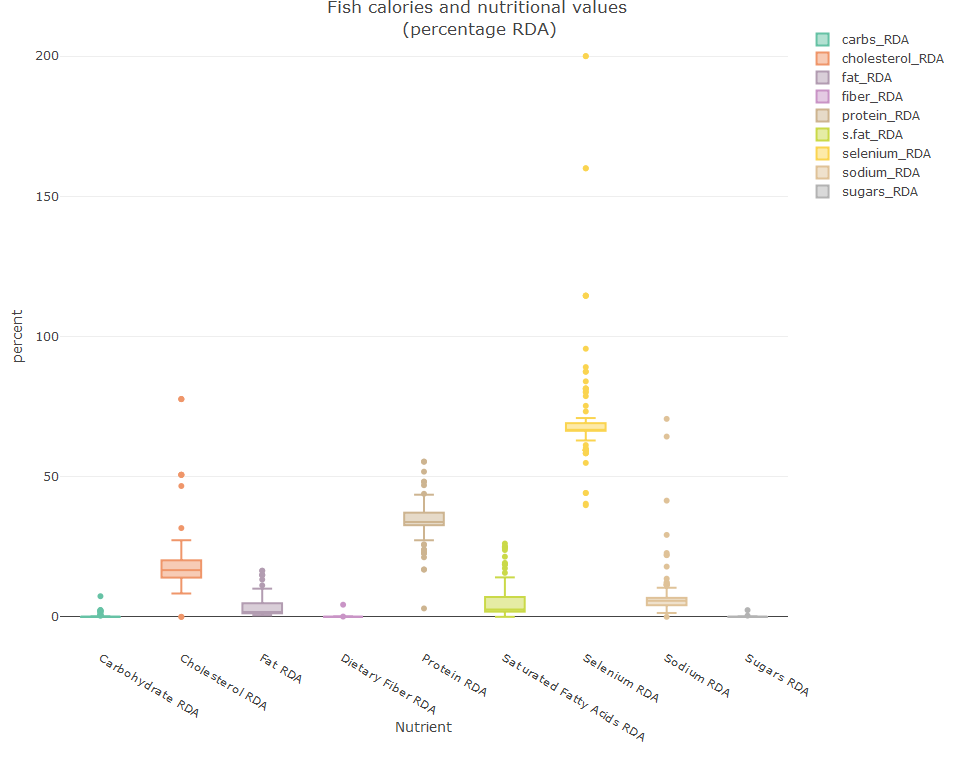 Fish calories and nutritional values
(percentage RDA)
carbs_RDA
cholesterol_RDA
fat_RDA
fiber_RDA
protein_RDA
s.fat_RDA
selenium_RDA
sodium_RDA
sugars_RDA
200
150
100
50
0
percent
Carbohydrate RDA
Cholesterol RDA
Fat RDA
Dietary Fiber RDA
Protein RDA
Saturated Fatty Acids RDA
Selenium RDA
Sodium RDA
Sugars RDA
Nutrient